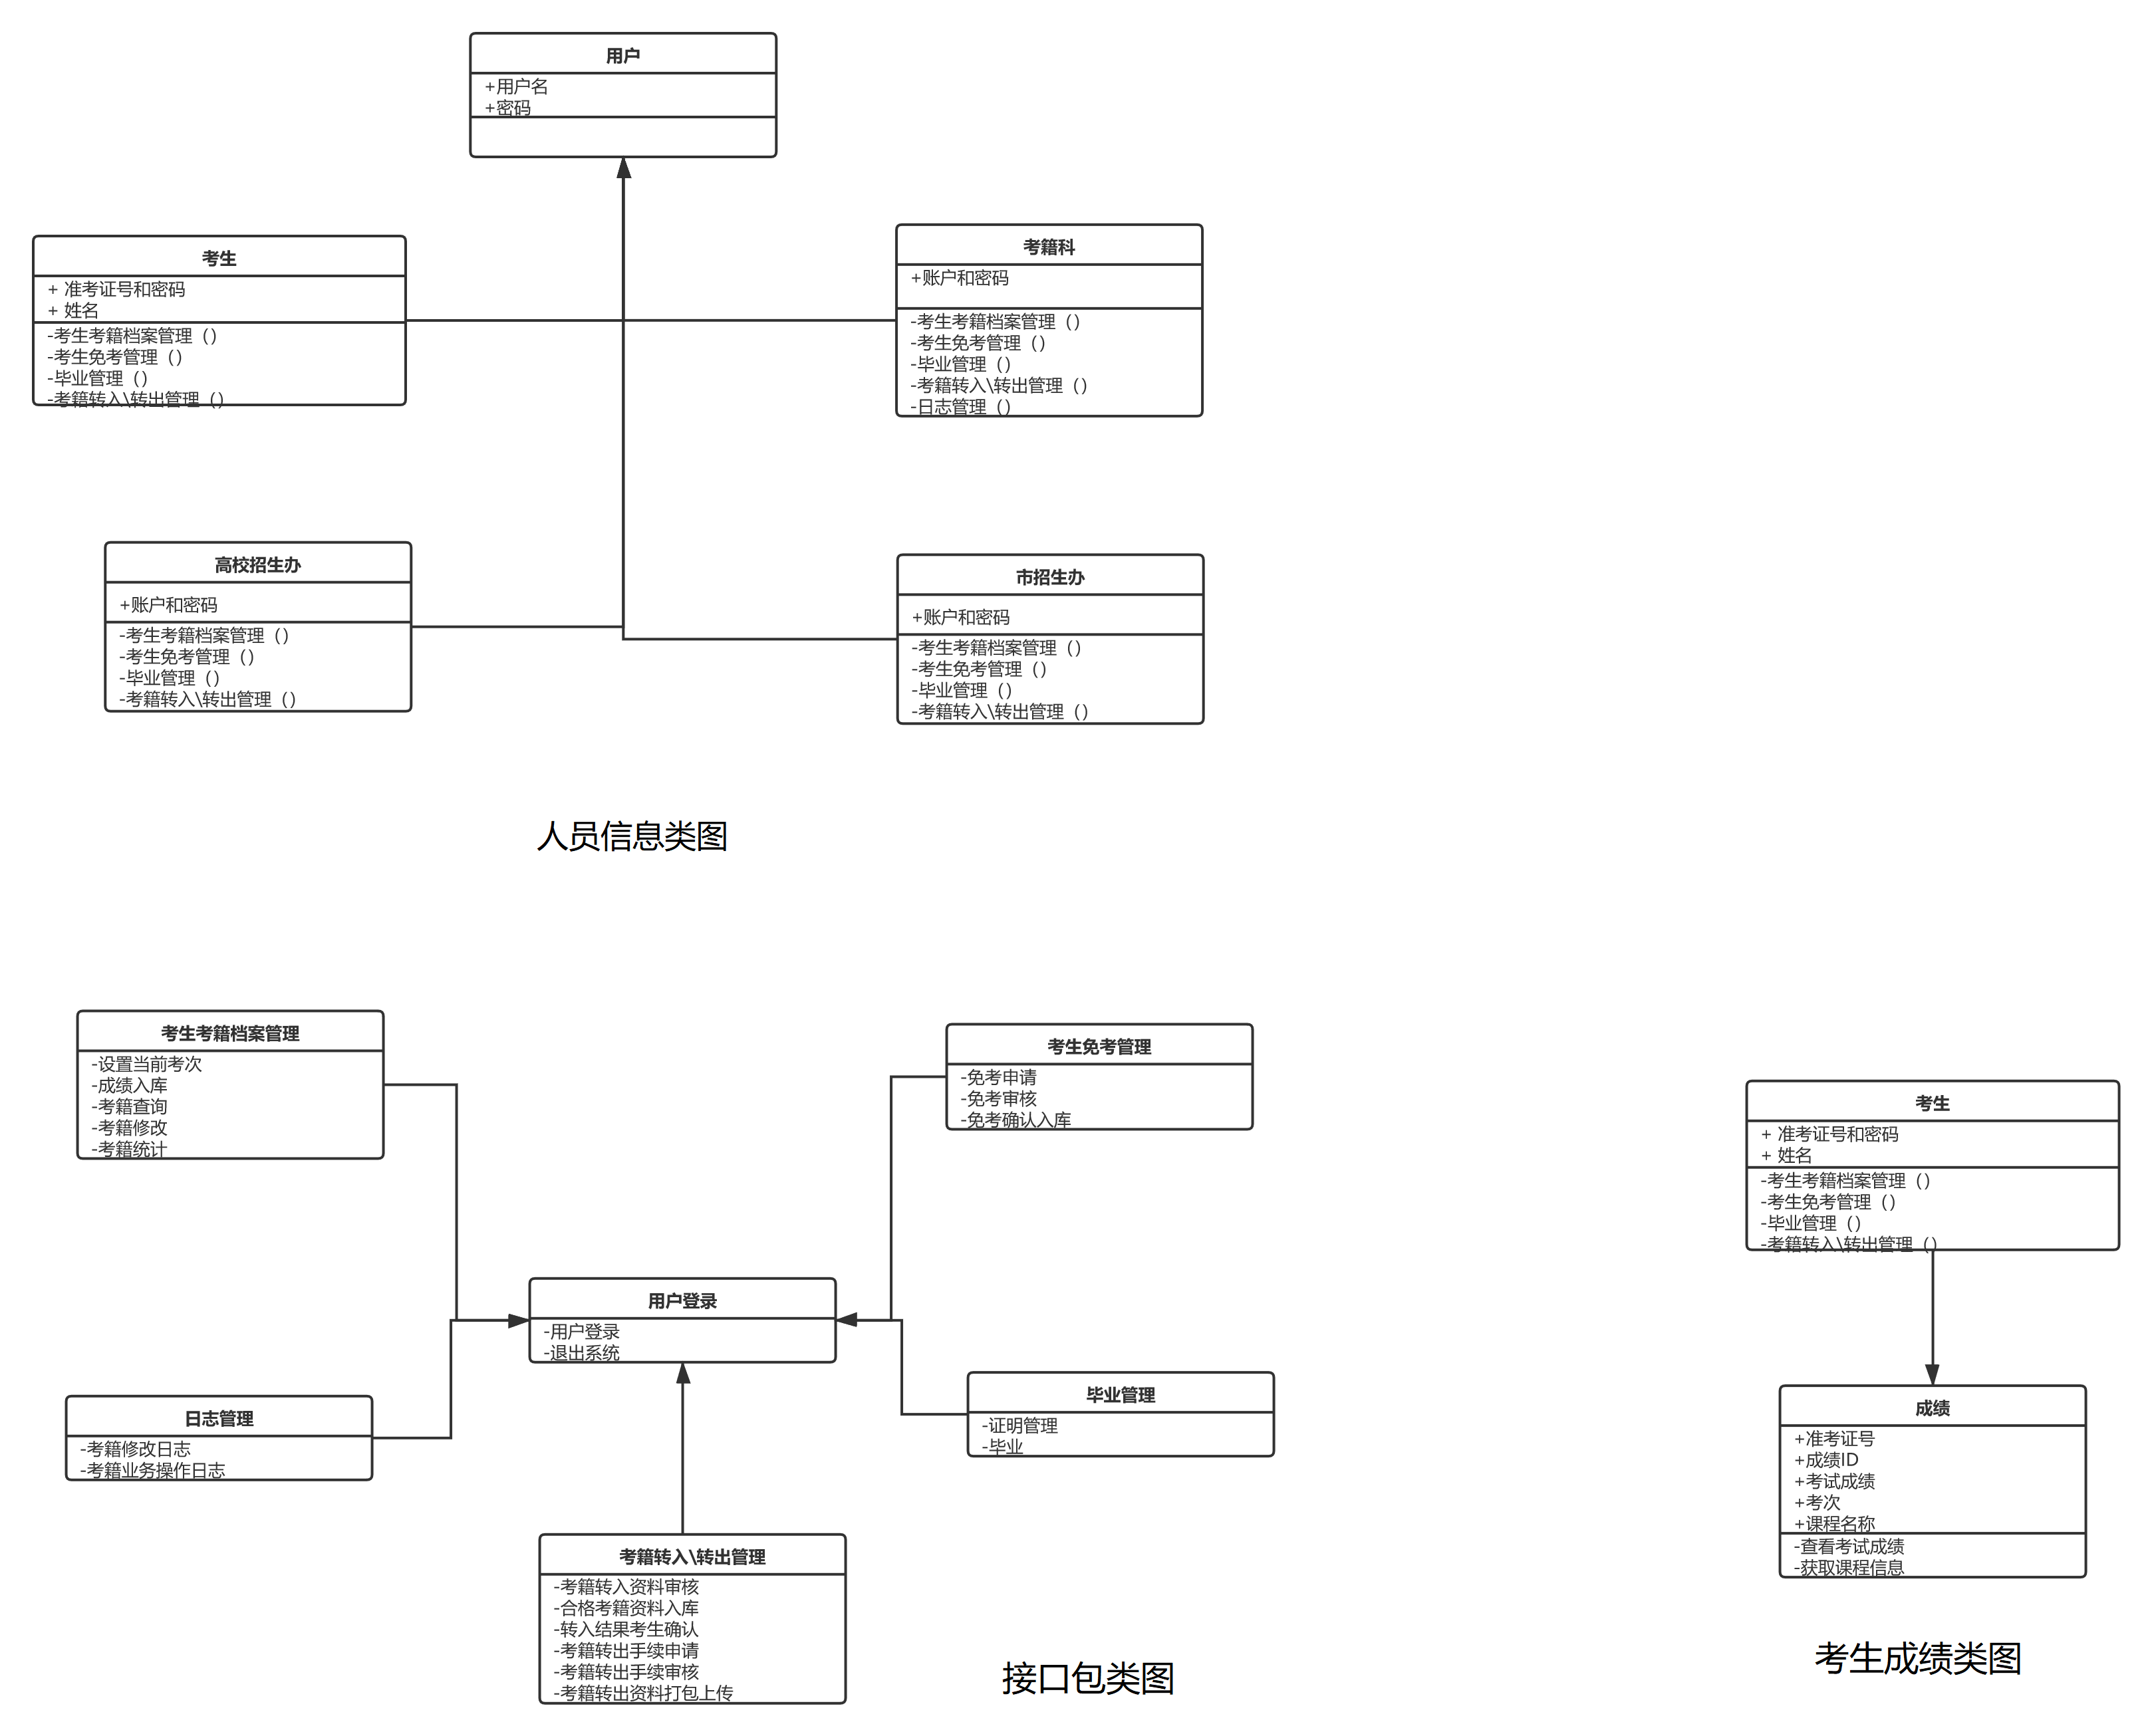 用户
+用户名
+密码
考生
+ 准考证号和密码
+ 姓名
-考生考籍档案管理（）
-考生免考管理（）
-毕业管理（）
-考籍转入\转出管理（）
考籍科
+账户和密码
-考生考籍档案管理（）
-考生免考管理（）
-毕业管理（）
-考籍转入\转出管理（）
-日志管理（）
高校招生办
+账户和密码
-考生考籍档案管理（）
-考生免考管理（）
-毕业管理（）
-考籍转入\转出管理（）
市招生办
+账户和密码
-考生考籍档案管理（）
-考生免考管理（）
-毕业管理（）
-考籍转入\转出管理（）
人员信息类图
考生考籍档案管理
-设置当前考次
-成绩入库
-考籍查询
-考籍修改
-考籍统计
考生免考管理
-免考申请
-免考审核
-免考确认入库
用户登录
-用户登录
-退出系统
日志管理
-考籍修改日志
-考籍业务操作日志
毕业管理
-证明管理
-毕业
考籍转入\转出管理
-考籍转入资料审核
-合格考籍资料入库
-转入结果考生确认
-考籍转出手续申请
-考籍转出手续审核
-考籍转出资料打包上传
接口包类图
考生
+ 准考证号和密码
+ 姓名
-考生考籍档案管理（）
-考生免考管理（）
-毕业管理（）
-考籍转入\转出管理（）
成绩
+准考证号
+成绩ID
+考试成绩
+考次
+课程名称
-查看考试成绩
-获取课程信息
考生成绩类图